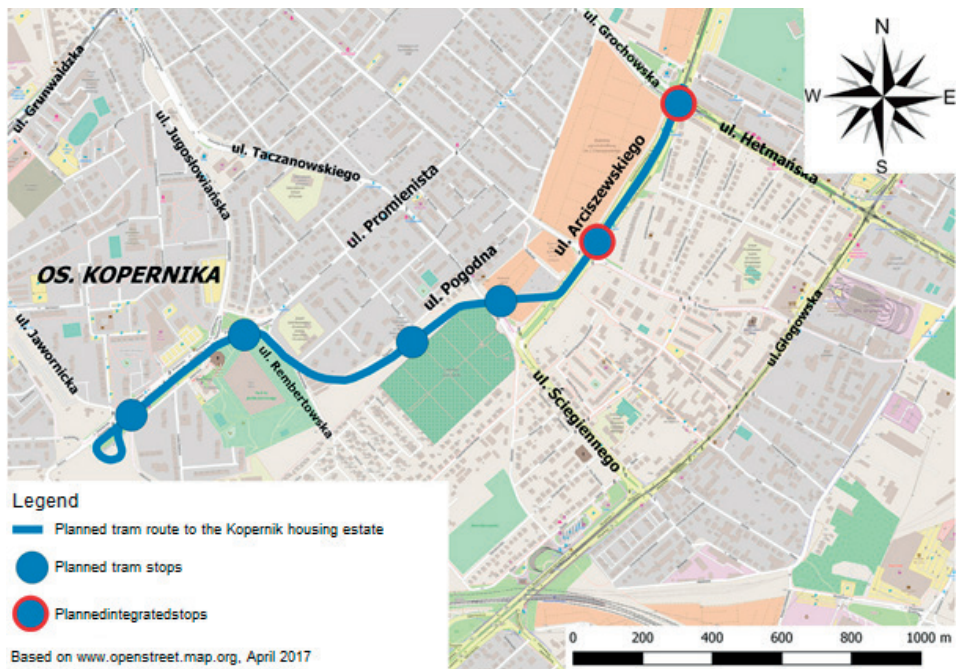 ul. Grunwaldzka
ul. Grochowska
N
W
E
S
ul. Jugosłowiańska
ul. Taczanowskiego
ul. Promienista
ul. Arciszewskiego
ul. Hetmańska
OS. KOPERNIKA
ul. Pogodna
ul. Jawornicka
ul. Rembertowska
ul. Ściegiennego
ul.Głogowska
Legend
Planned tram route to the Kopernik housing estate
Planned tram stops
Plannedintegratedstops
Based on www.openstreet.map.org, April 2017
0 200 400 600 800 1000 m